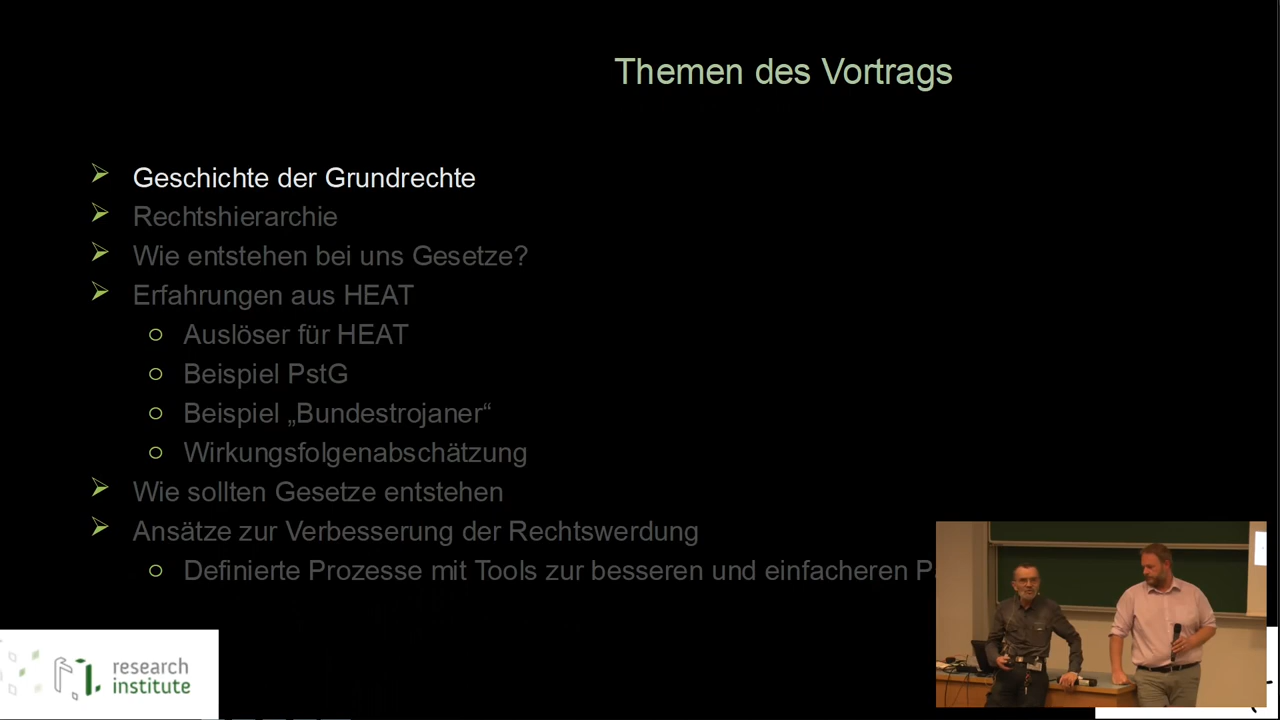 Themen des Vortrags
Geschichte der Grundrechte
Rechtshierarchie
Wie entstehen bei uns Gesetze?
Erfahrungen aus HEAT
Auslöser für HEAT
Beispiel PstG
Beispiel „Bundestrojaner“
Wirkungsfolgenabschätzung
Wie sollten Gesetze entstehen
Ansätze zur Verbesserung der Rechtswerdung
Definierte Prozesse mit Tools zur besseren und einfacheren
research
institute